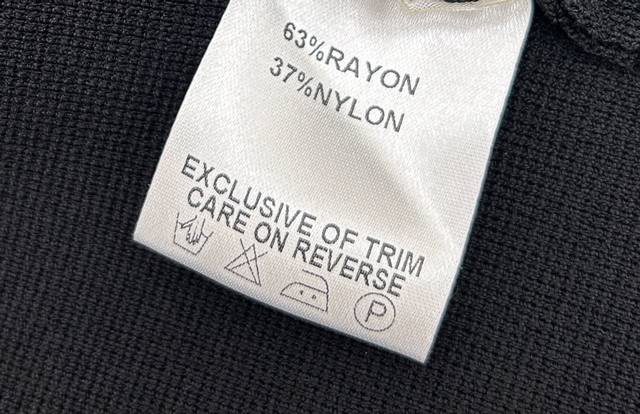 63%RAYON
37%NYLON
EXCLUSIVE OF TRIM
CARE ON REVERSE
P